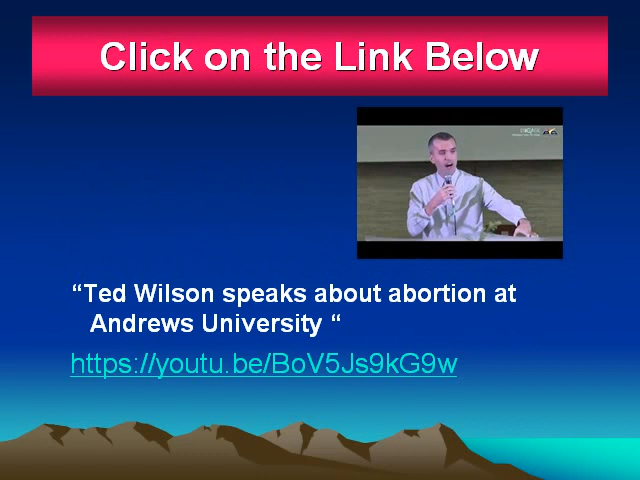 Click on the Link Below
“Ted Wilson speaks about abortion at
Andrews University “
https://youtu.be/BoV5Js9kG9w